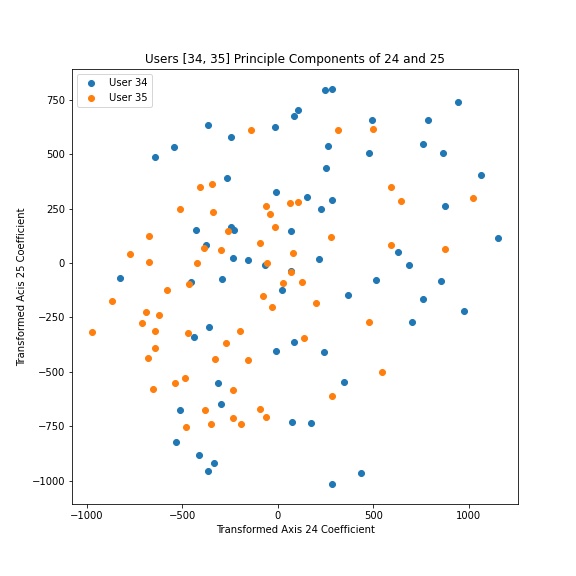 Users [34, 35] Principle Components of 24 and 25
User 34
User 35
Transformed Acis 25 Coefficient
750
500
250
0
−250
−500
−750
−1000
−1000 −500 0 500 1000
Transformed Axis 24 Coefficient